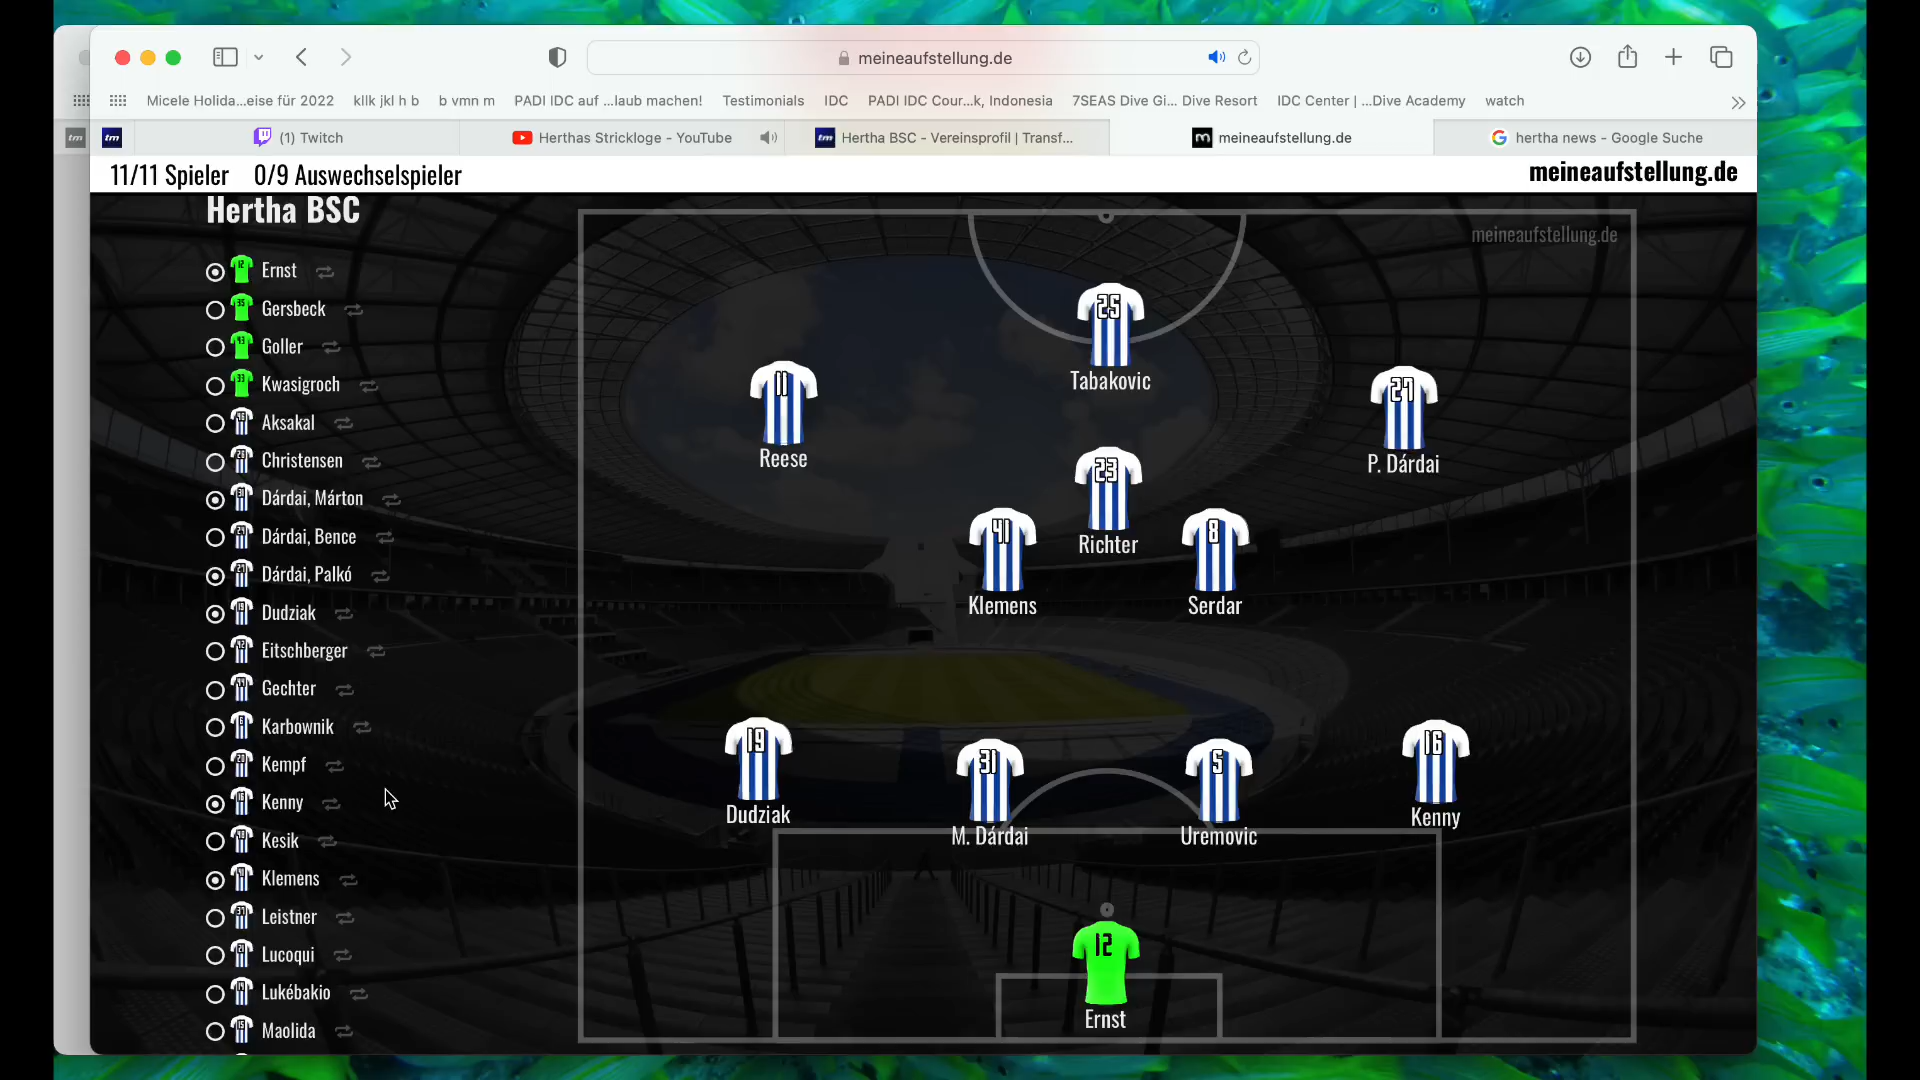 meineaufstellung.de
Micele Holida...eise für 2022
kllk jkl h b
b vmn m
PADI IDC auf ...laub machen!
Testimonials
IDC
PADI IDC Cour...k, Indonesia
7SEAS Dive Gi... Dive Resort
IDC Center | ...Dive Academy
watch
tm
tm
(1) Twitch
Herthas Strickloge - YouTube
tm
Hertha BSC - Vereinsprofil | Transf...
m
meineaufstellung.de
hertha news - Google Suche
11/11 Spieler
0/9 Auswechselspieler
meineaufstellung.de
Hertha BSC
Ernst
Gersbeck
Goller
Kwasigroch
Aksakal
Christensen
Dárdai, Márton
Dárdai, Bence
Dárdai, Palkó
Dudziak
Eitschberger
Gechter
Karbownik
Kempf
Kenny
Kesik
Klemens
Leistner
Lucoqui
Lukébakio
Maolida
meineaufstellung.de
25
Tabakovic
11
Reese
27
P. Dárdai
23
Richter
41
Klemens
8
Serdar
19
Dudziak
31
M. Dárdai
5
Uremovic
16
Kenny
12
Ernst